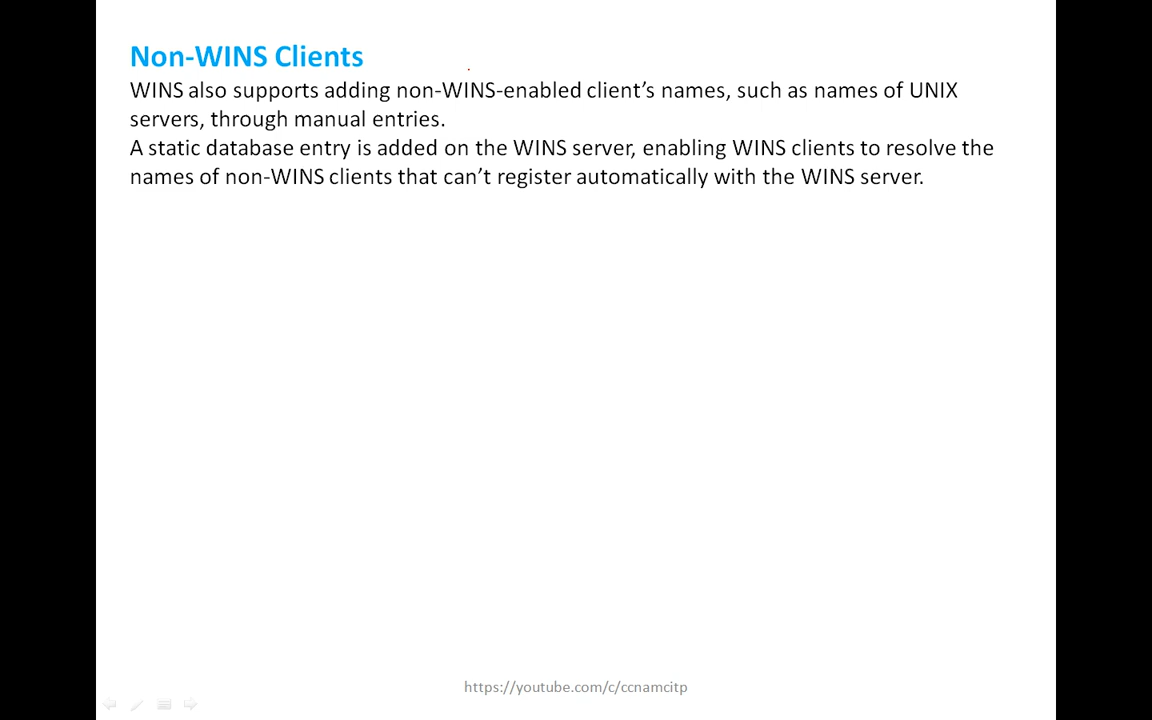 Non-WINS Clients
WINS also supports adding non-WINS-enabled client’s names, such as names of UNIX
servers, through manual entries.
A static database entry is added on the WINS server, enabling WINS clients to resolve the
names of non-WINS clients that can’t register automatically with the WINS server.
https://youtube.com/c/ccnamcitp